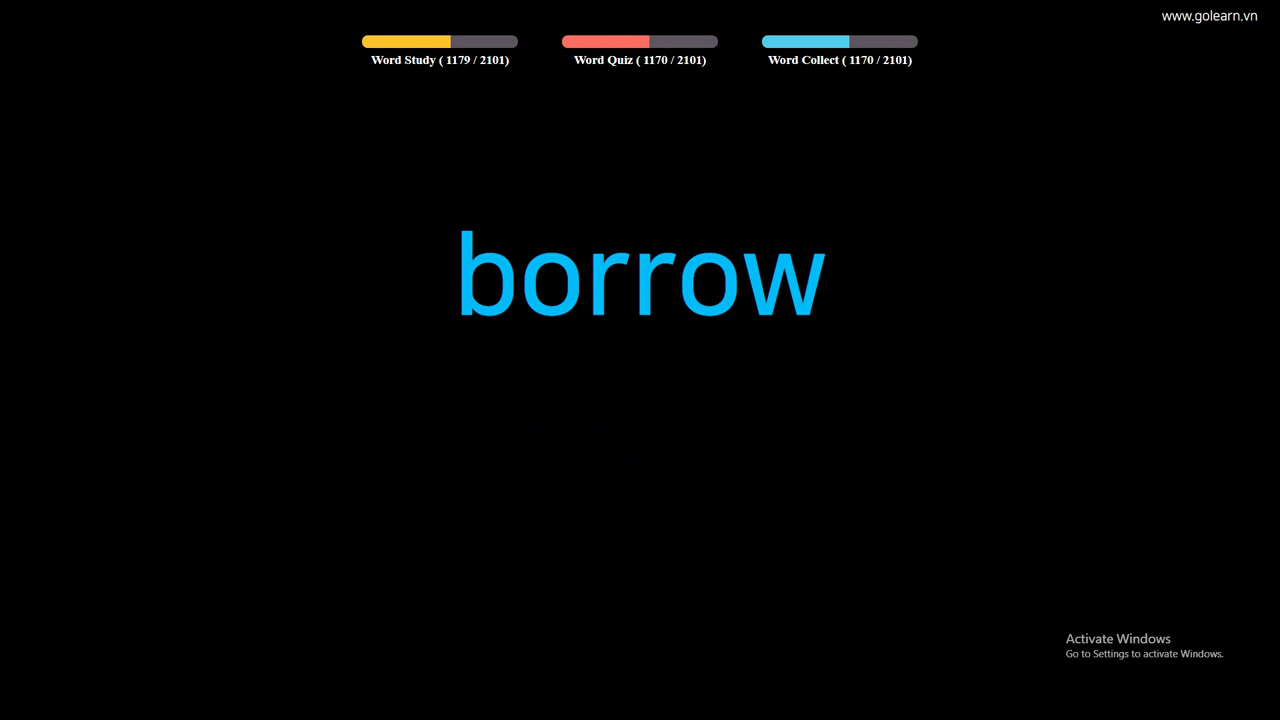 www.golearn.vn
Word Study ( 1179 / 2101)
Word Quiz ( 1170 / 2101)
Word Collect ( 1170 / 2101)
borrow
Activate Windows
Go to Settings to activate Windows.